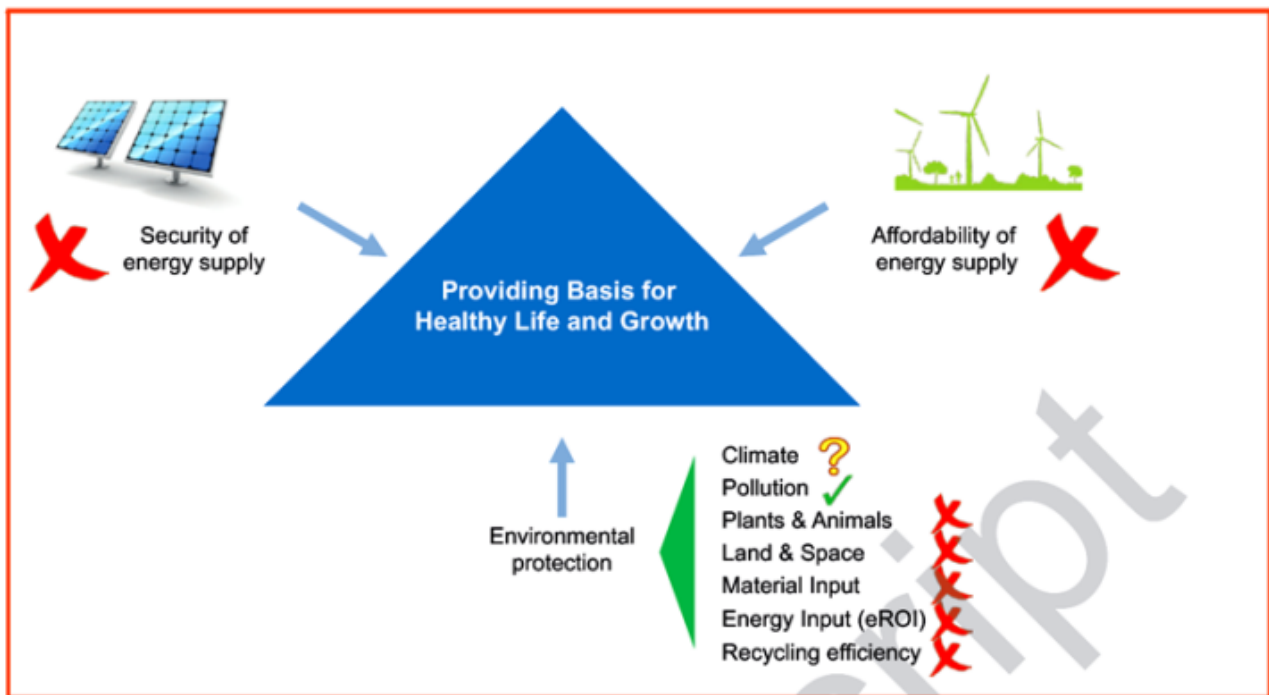 Security of
energy supply
Affordability of
energy supply
Providing Basis for
Healthy Life and Growth
Environmental
protection
Climate
Pollution
Plants & Animals
Land & Space
Material Input
Energy Input (eROI)
Recycling efficiency
cript